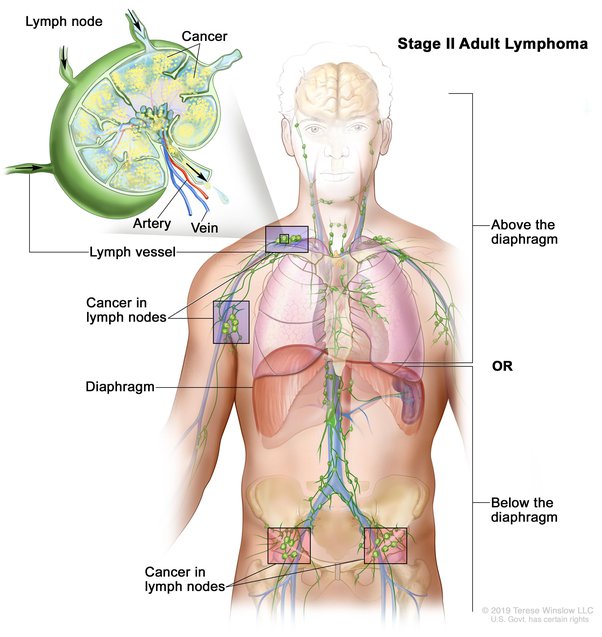 Lymph node
Cancer
Stage II Adult Lymphoma
Artery
Vein
Lymph vessel
Above the
diaphragm
Cancer in
lymph nodes
OR
Diaphragm
Below the
diaphragm
Cancer in
lymph nodes
© 2019 Terese Winslow LLC
U.S. Govt. has certain rights